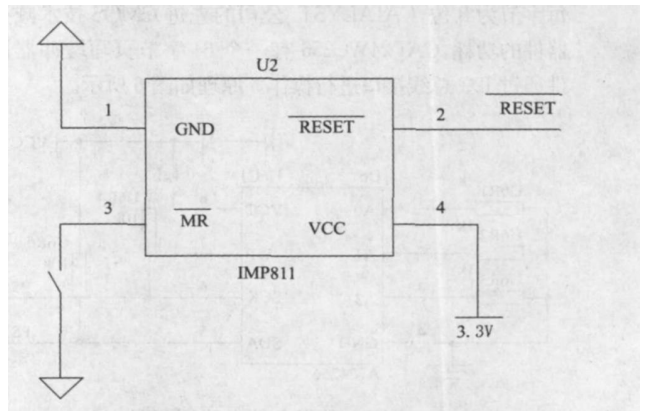 U2
1
GND
RESET
2
RESET
3
MR
VCC
4
IMP811
3.3V